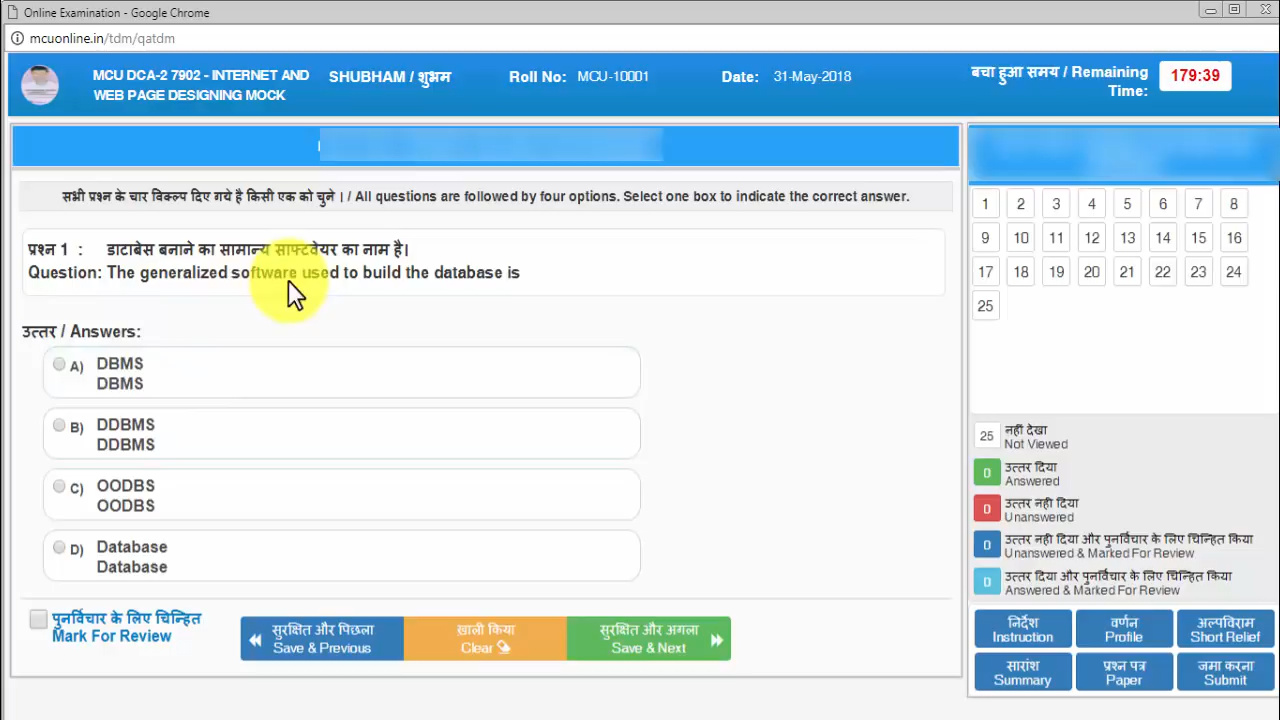 Online Examination - Google Chrome
mcuonline.in/tdm/qatdm
MCU DCA-2 7902 - INTERNET AND
WEB PAGE DESIGNING MOCK
SHUBHAM / शुभम
Roll No: MCU-10001
Date: 31-May-2018
बचा हुआ समय / Remaining
Time:
179:39
सभी प्रश्न के चार विकल्प दिए गये है किसी एक को चुने । / All questions are followed by four options. Select one box to indicate the correct answer.
प्रश्न 1 : डाटाबेस बनाने का सामान्य साफ्टवेयर का नाम है।
Question: The generalized software used to build the database is
उत्तर / Answers:
A) DBMS
DBMS
B) DDBMS
DDBMS
C) OODBS
OODBS
D) Database
Database
पुनर्विचार के लिए चिन्हित
Mark For Review
सुरक्षित और पिछला
Save & Previous
ख़ाली किया
Clear
सुरक्षित और अगला
Save & Next
1 2 3 4 5 6 7 8
9 10 11 12 13 14 15 16
17 18 19 20 21 22 23 24
25
25 नहीं देखा
Not Viewed
0 उत्तर दिया
Answered
0 उत्तर नही दिया
Unanswered
0 उत्तर नही दिया और पुनर्विचार के लिए चिन्हित किया
Unanswered & Marked For Review
0 उत्तर दिया और पुनर्विचार के लिए चिन्हित किया
Answered & Marked For Review
निर्देश
Instruction
वर्णन
Profile
अल्पविराम
Short Relief
सारांश
Summary
प्रश्न पत्र
Paper
जमा करना
Submit